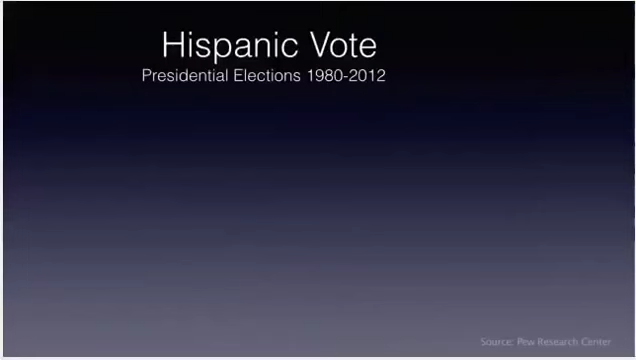 Hispanic Vote
Presidential Elections 1980-2012
Source: Pew Research Center